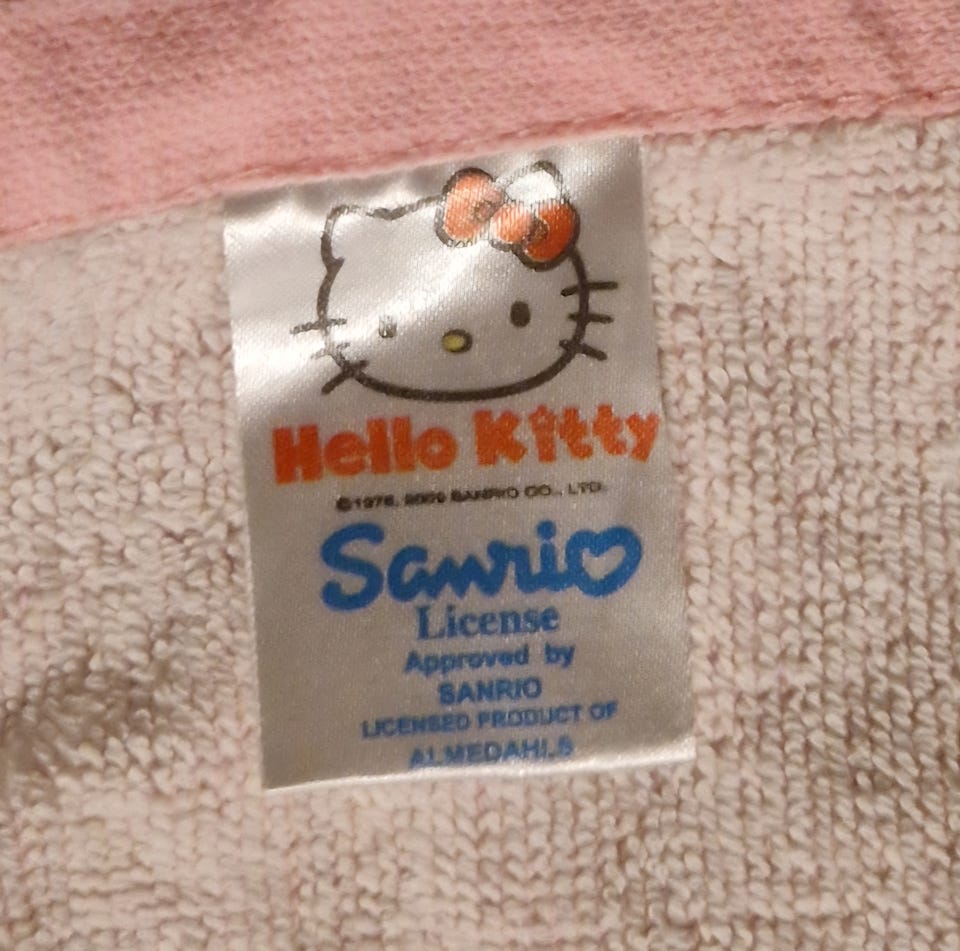 Hello Kitty
©1976, 2009 SANRIO CO., LTD.
Sanrio
License
Approved by
SANRIO
LICENSED PRODUCT OF
ALMEDAHLS